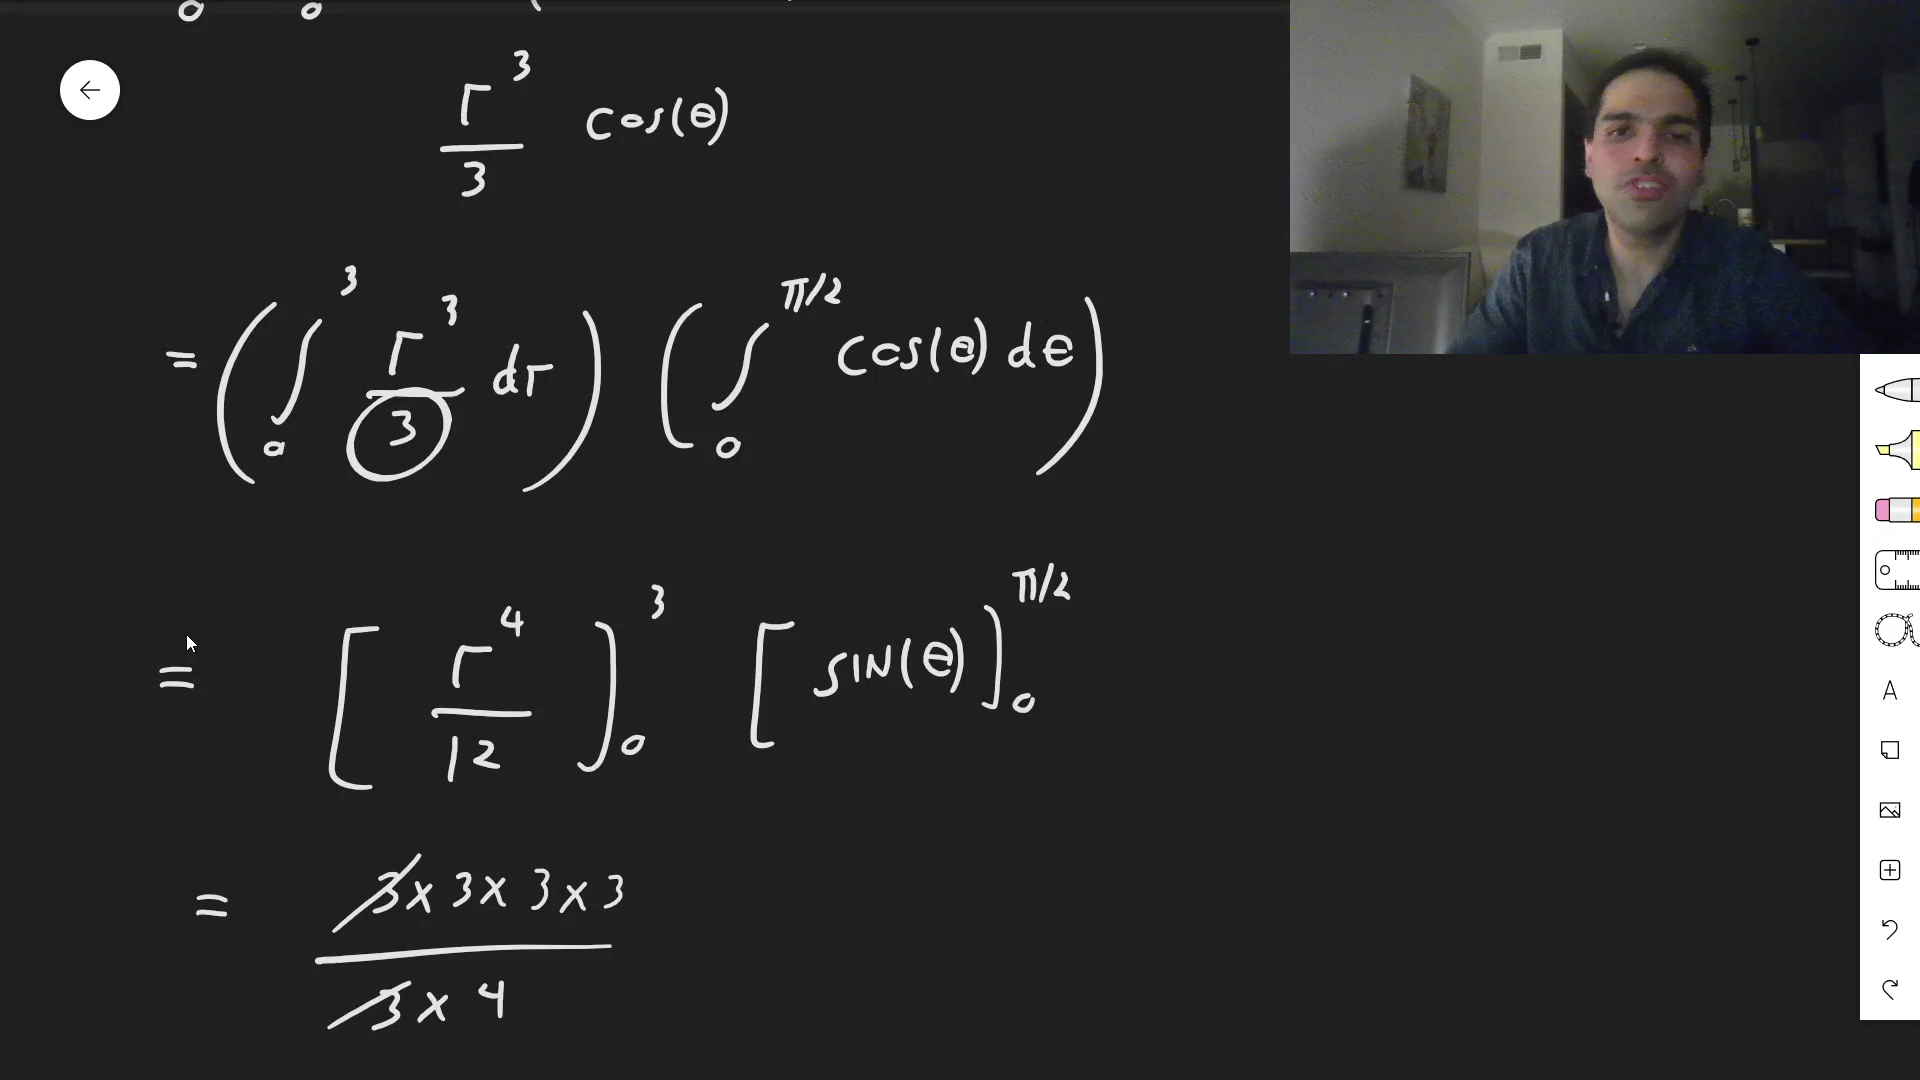 r³/3 cos(θ)
= (∫₀³ r³/3 dr) (∫₀^π/2 cos(θ) dθ)
= [r⁴/12]₀³ [sin(θ)]₀^π/2
= 3×3×3×3 / 3×4
A